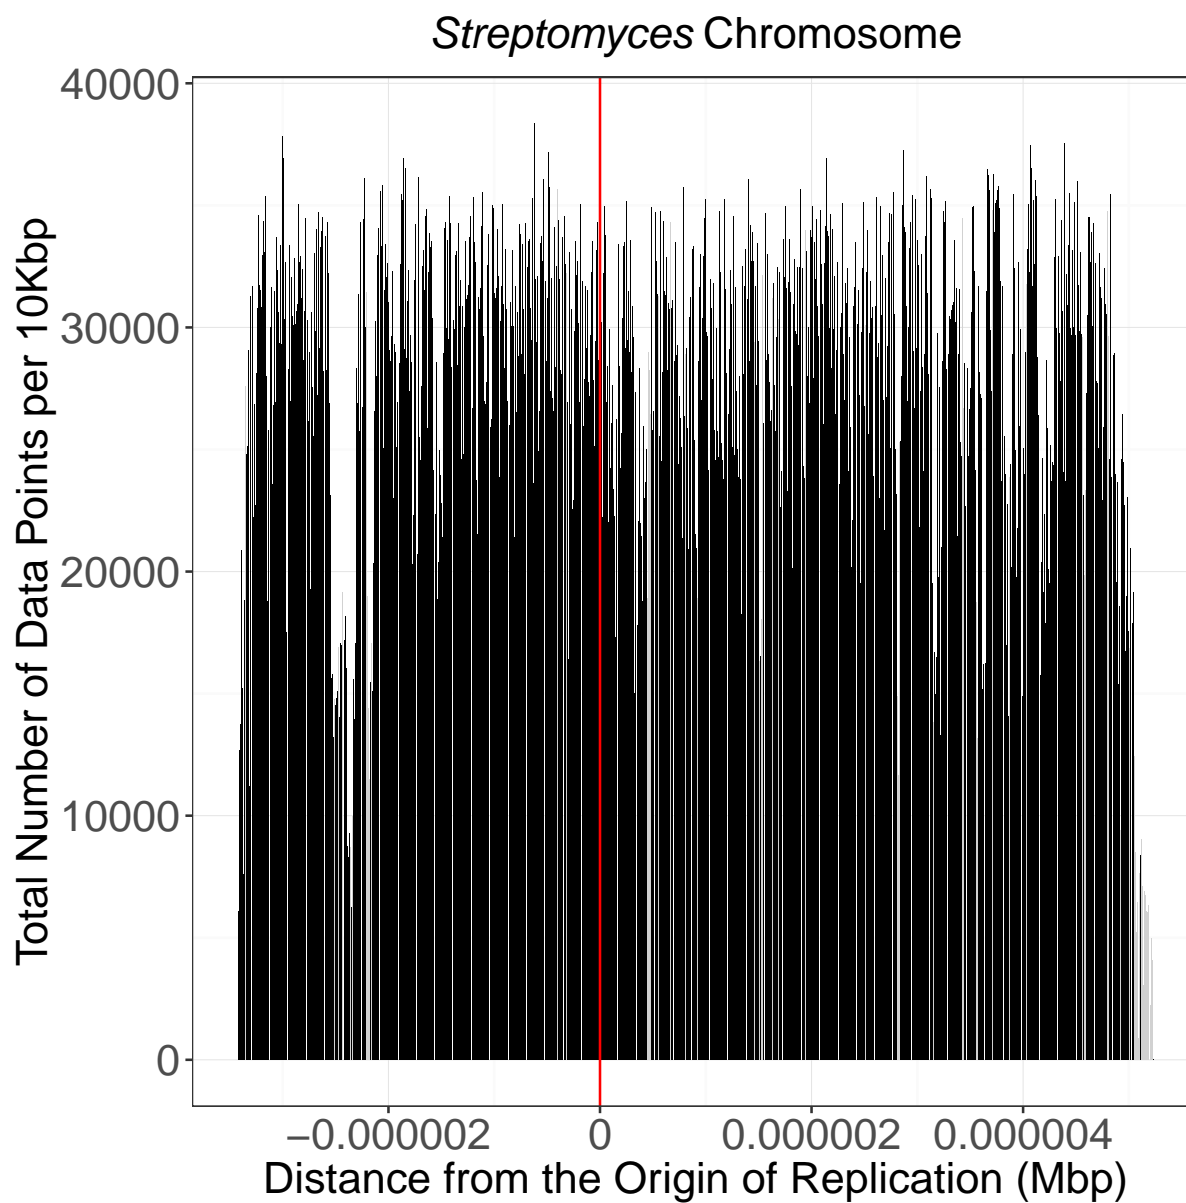 Streptomyces Chromosome
Total Number of Data Points per 10Kbp
40000
30000
20000
10000
0
−0.000002 0 0.000002 0.000004
Distance from the Origin of Replication (Mbp)